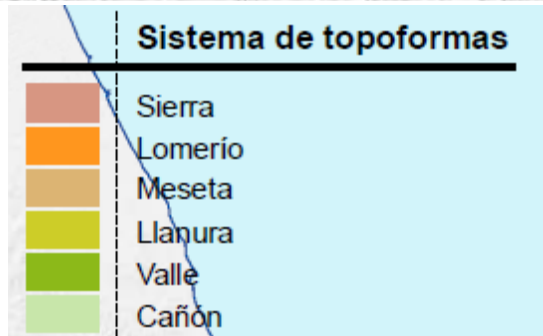 Sistema de topoformas
Sierra
Lomerío
Meseta
Llanura
Valle
Cañón